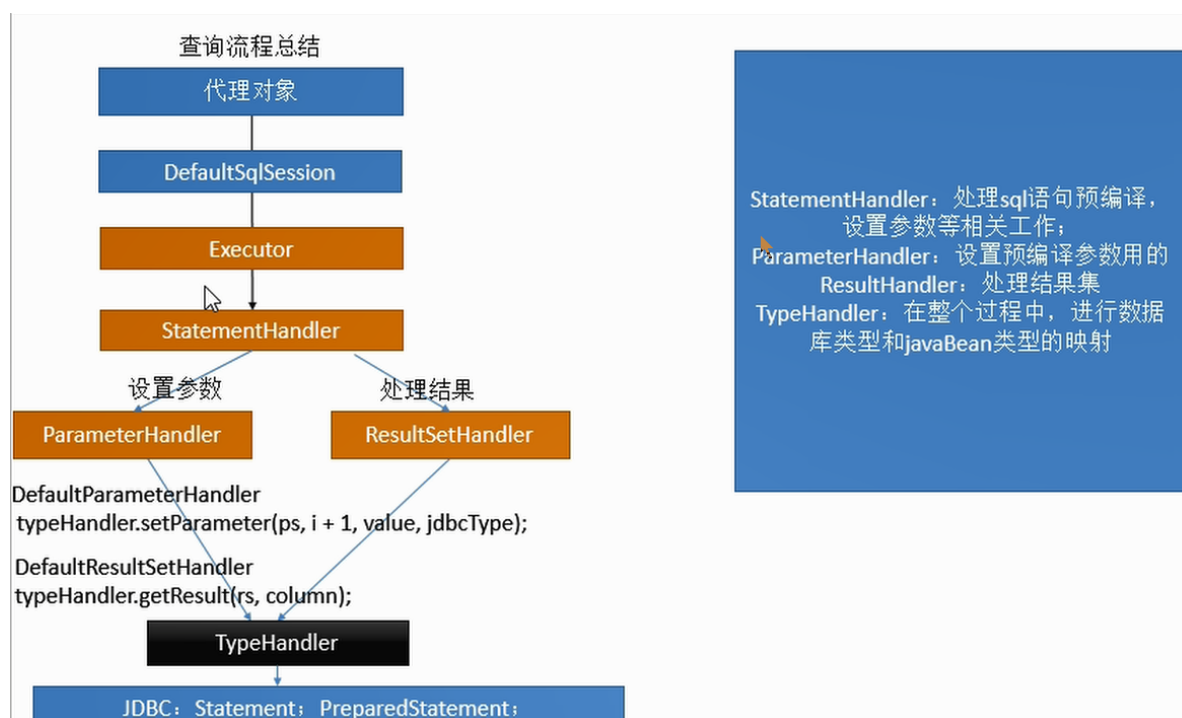 查询流程总结
代理对象
DefaultSqlSession
Executor
StatementHandler
设置参数
处理结果
ParameterHandler
ResultSetHandler
DefaultParameterHandler
typeHandler.setParameter(ps, i + 1, value, jdbcType);
DefaultResultSetHandler
typeHandler.getResult(rs, column);
TypeHandler
JDBC：Statement；PreparedStatement；
StatementHandler：处理sql语句预编译，
设置参数等相关工作；
ParameterHandler：设置预编译参数用的
ResultHandler：处理结果集
TypeHandler：在整个过程中，进行数据
库类型和javaBean类型的映射